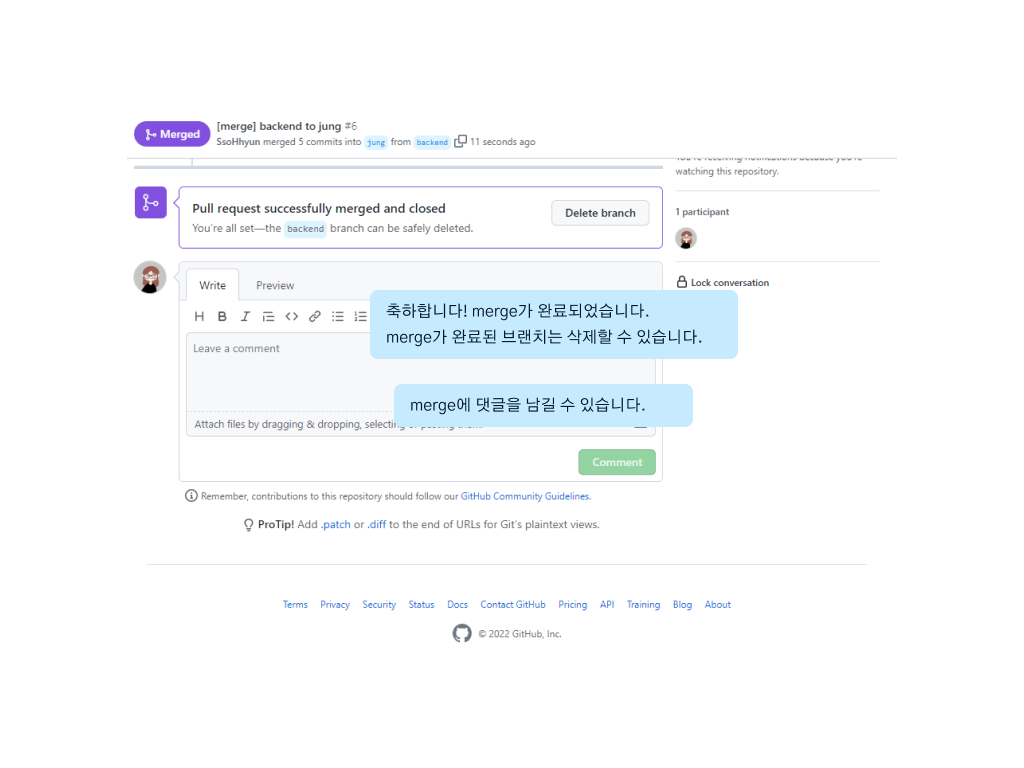 Merged
[merge] backend to jung #6
SsoHhyun merged 5 commits into jung from backend 11 seconds ago
You're receiving notifications because you're
watching this repository.
Pull request successfully merged and closed
You're all set—the backend branch can be safely deleted.
Delete branch
1 participant
Lock conversation
Write
Preview
축하합니다! merge가 완료되었습니다.
merge가 완료된 브랜치는 삭제할 수 있습니다.
Leave a comment
merge에 댓글을 남길 수 있습니다.
Attach files by dragging & dropping, selecting
Comment
Remember, contributions to this repository should follow our GitHub Community Guidelines.
ProTip! Add .patch or .diff to the end of URLs for Git's plaintext views.
Terms Privacy Security Status Docs Contact GitHub Pricing API Training Blog About
© 2022 GitHub, Inc.